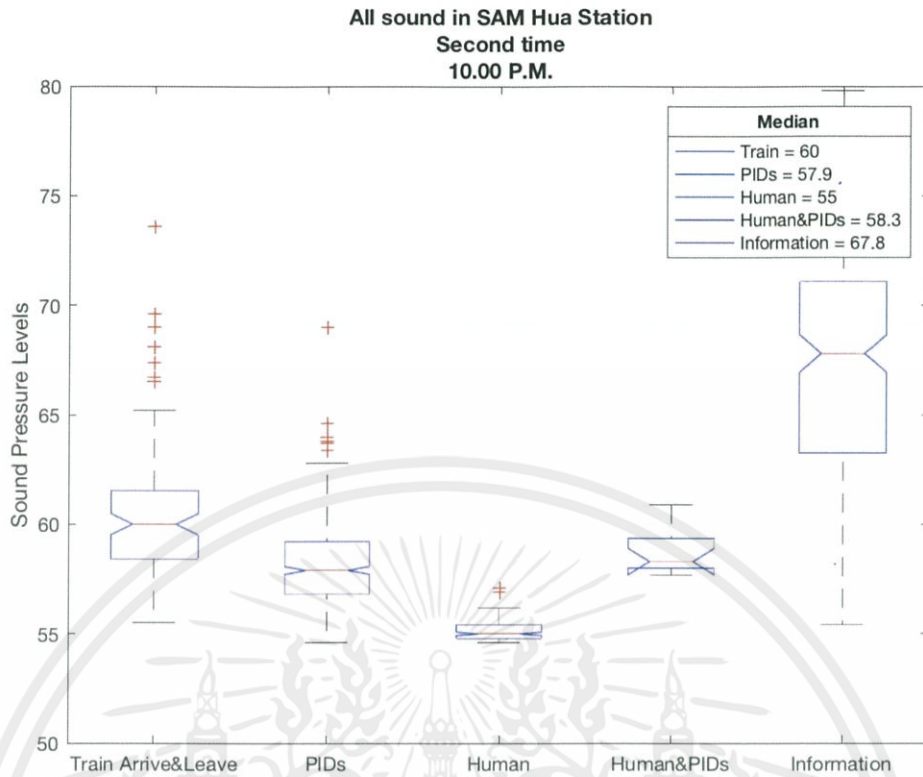 All sound in SAM Hua Station
Second time
10.00 P.M.
80
75
70
65
60
55
50
Sound Pressure Levels
Median
Train = 60
PIDs = 57.9
Human = 55
Human&PIDs = 58.3
Information = 67.8
Train Arrive&Leave
PIDs
Human
Human&PIDs
Information